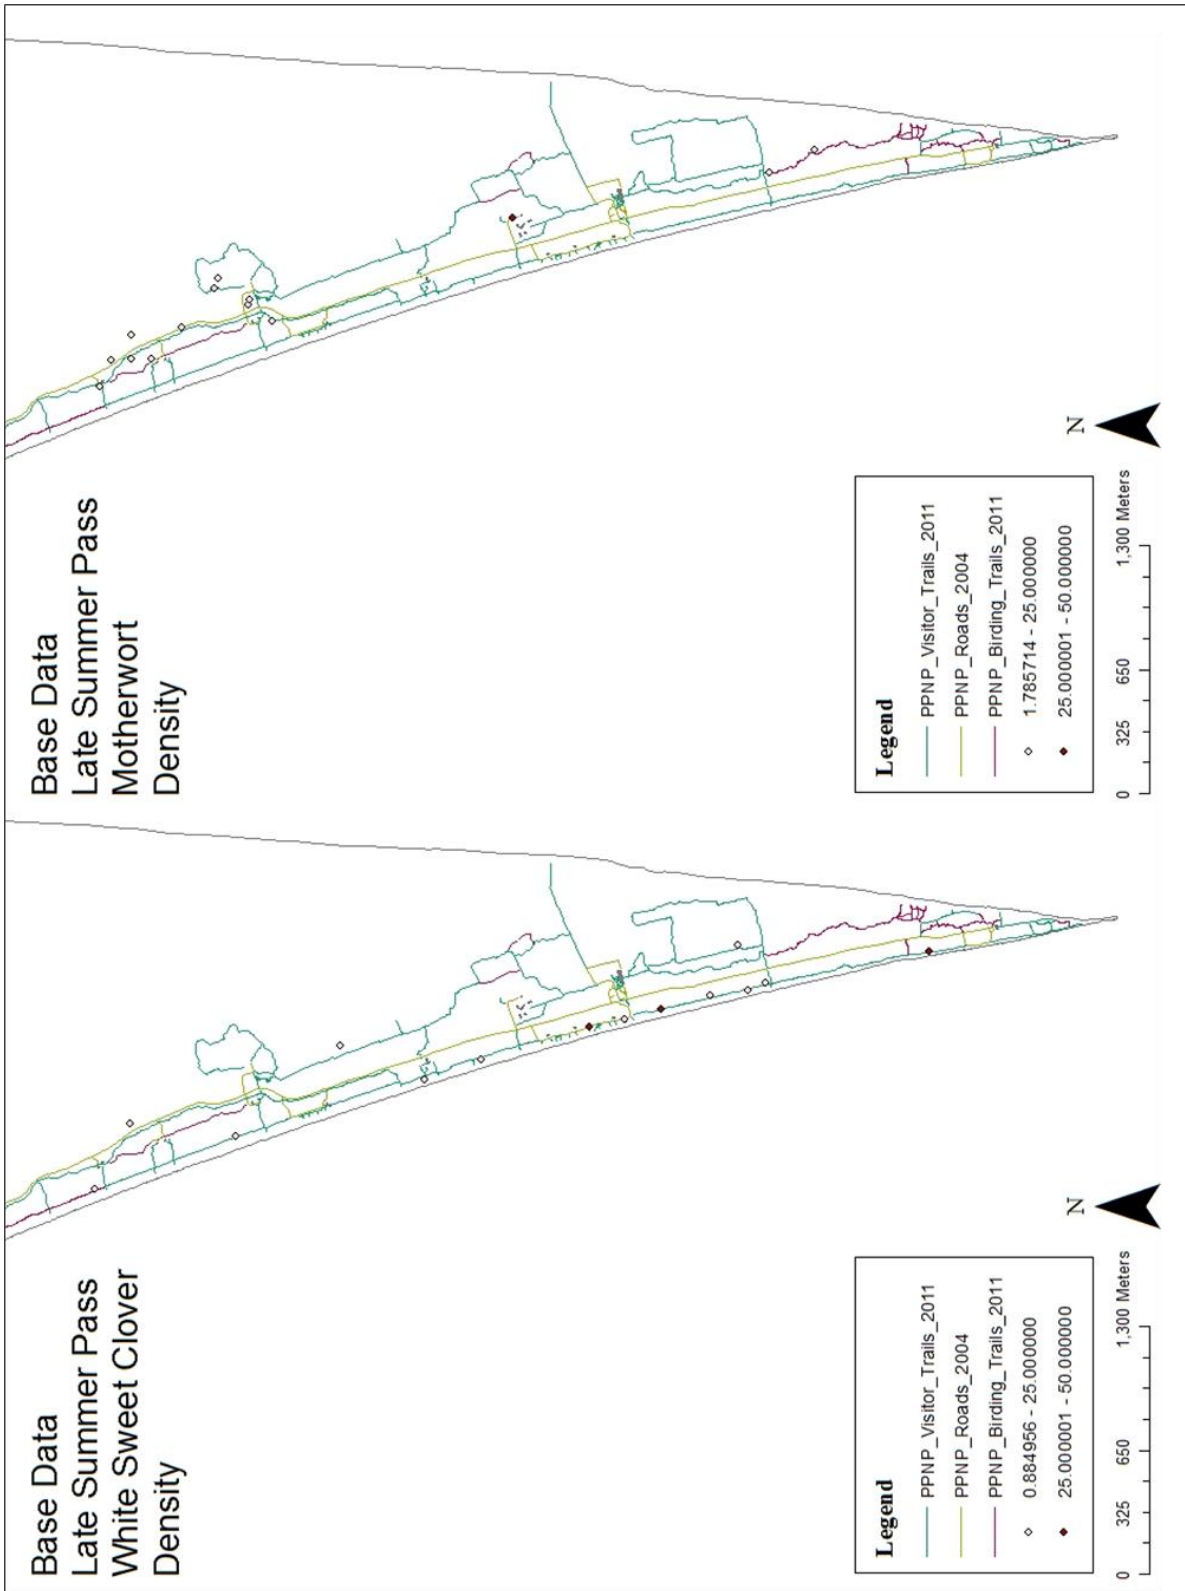 Base Data
Late Summer Pass
White Sweet Clover
Density
Legend
PPNP_Visitor_Trails_2011
PPNP_Roads_2004
PPNP_Birding_Trails_2011
0.884956 - 25.000000
25.000001 - 50.000000
0 325 650 1,300 Meters
N
Base Data
Late Summer Pass
Motherwort
Density
Legend
PPNP_Visitor_Trails_2011
PPNP_Roads_2004
PPNP_Birding_Trails_2011
1.785714 - 25.000000
25.000001 - 50.000000
0 325 650 1,300 Meters
N